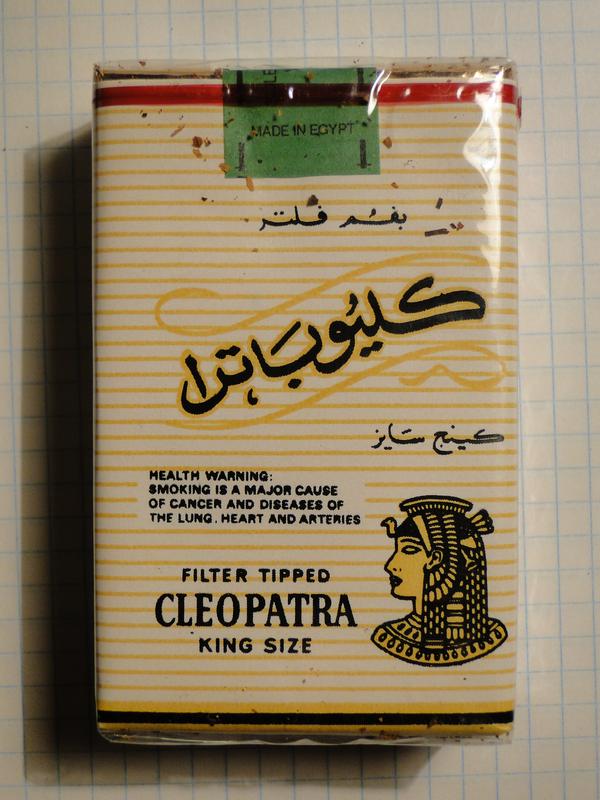 MADE IN EGYPT
بفم فلتر
كليوباترا
كينج سايز
HEALTH WARNING:
SMOKING IS A MAJOR CAUSE
OF CANCER AND DISEASES OF
THE LUNG, HEART AND ARTERIES
FILTER TIPPED
CLEOPATRA
KING SIZE